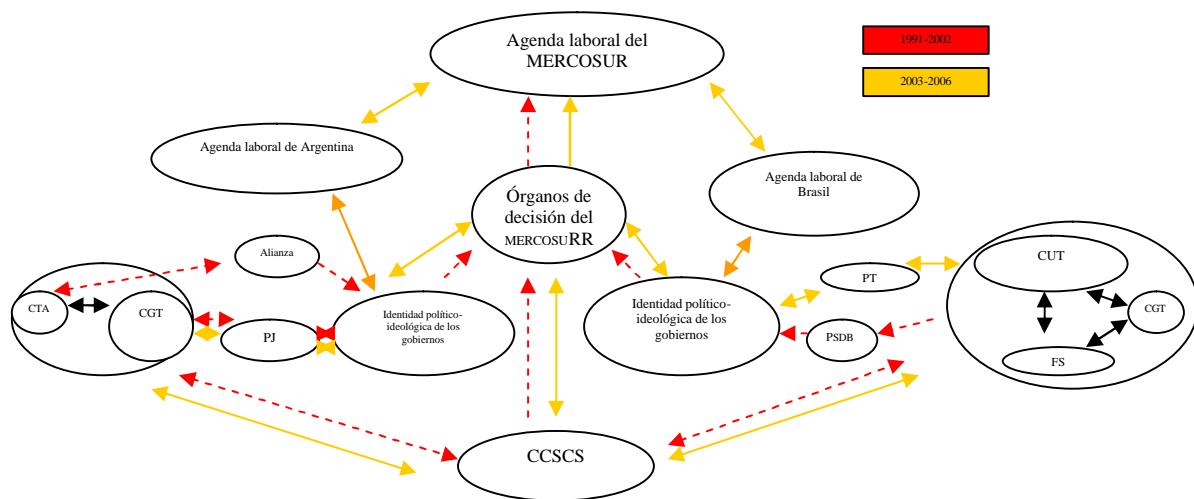 Agenda laboral del
MERCOSUR
1991-2002
2003-2006
Agenda laboral de Argentina
Agenda laboral de
Brasil
Órganos de
decisión del
MERCOSURR
Alianza
CTA
CGT
PJ
Identidad político-
ideológica de los
gobiernos
Identidad político-
ideológica de los
gobiernos
PT
PSDB
CUT
CGT
FS
CCSCS